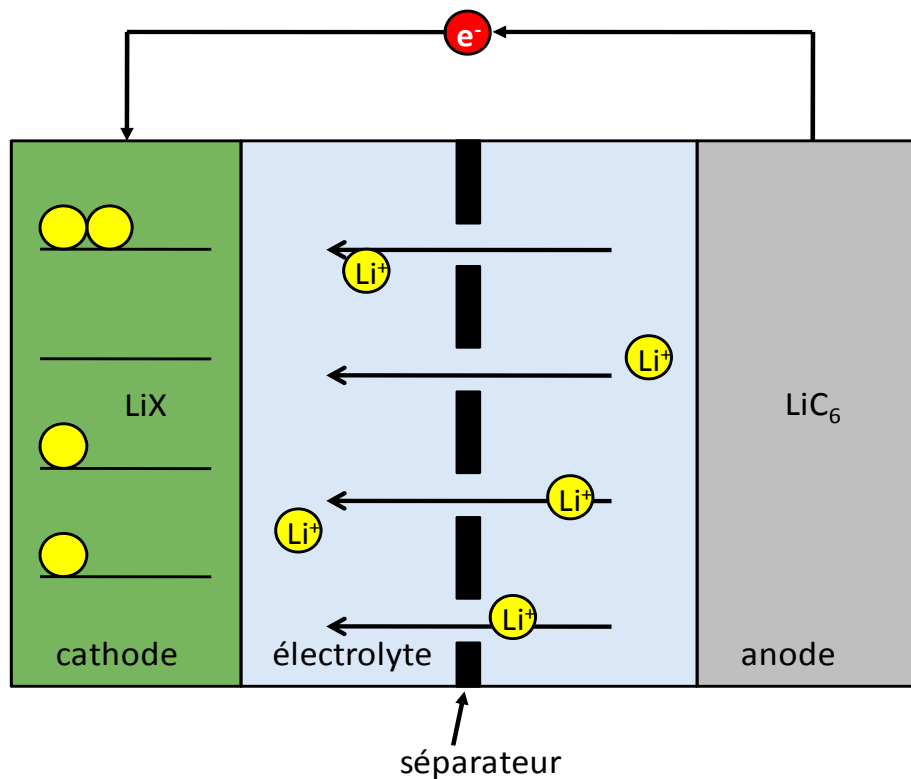 e⁻
Li⁺
Li⁺
LiX
LiC₆
Li⁺
Li⁺
Li⁺
cathode
électrolyte
anode
séparateur